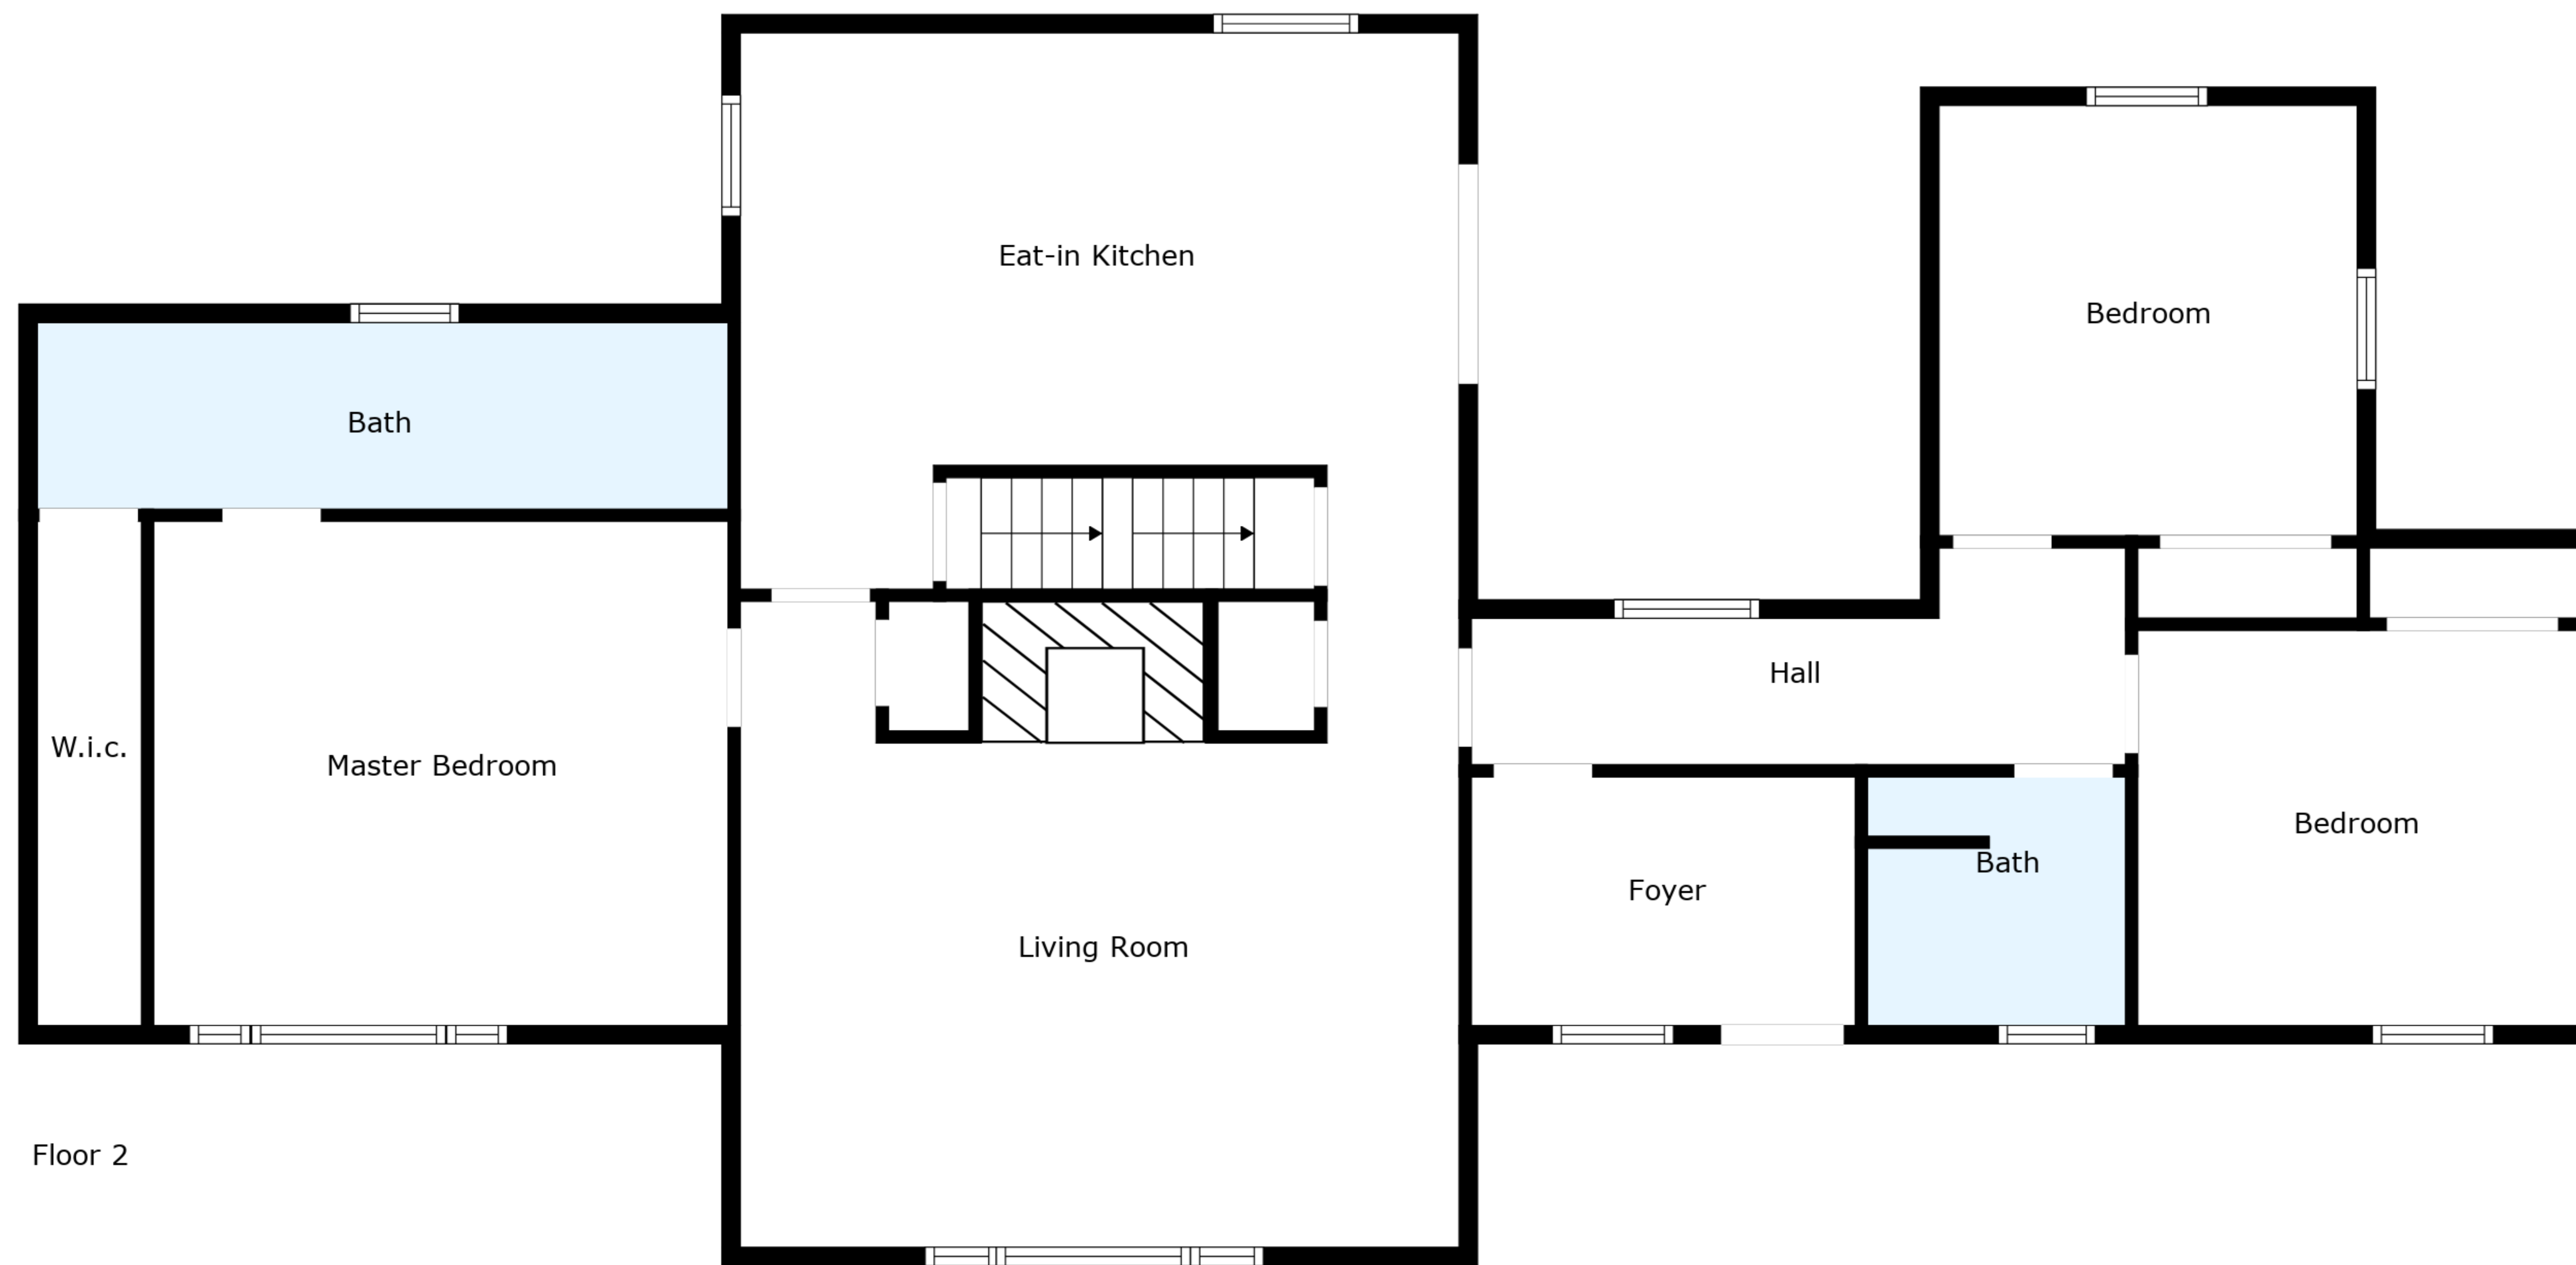 Eat-in Kitchen
Bedroom
Bath
Hall
W.i.c.
Master Bedroom
Bedroom
Bath
Foyer
Living Room
Floor 2